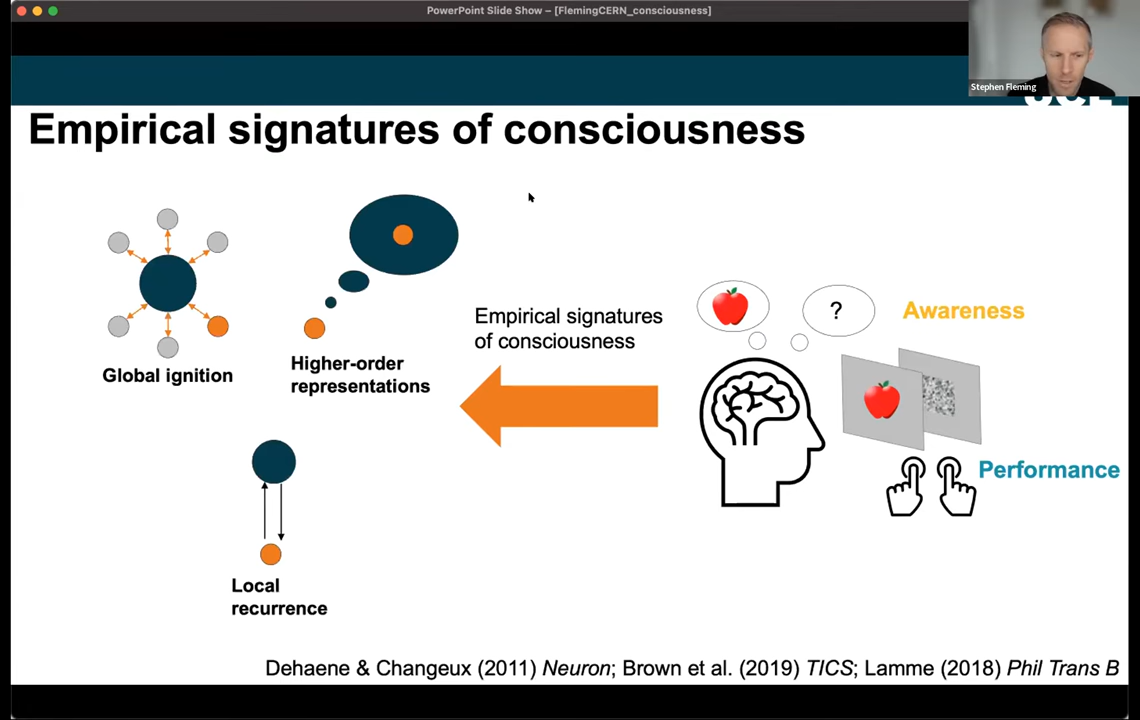 PowerPoint Slide Show – [FlemingCERN_consciousness]
Stephen Fleming
Empirical signatures of consciousness
Global ignition
Higher-order
representations
Local
recurrence
Empirical signatures
of consciousness
?
Awareness
Performance
Dehaene & Changeux (2011) Neuron; Brown et al. (2019) TICS; Lamme (2018) Phil Trans B